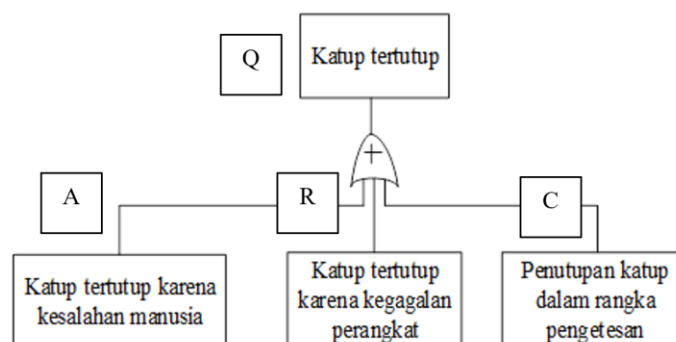 Q
Katup tertutup
+
A
R
C
Katup tertutup karena
kesalahan manusia
Katup tertutup
karena kegagalan
perangkat
Penutupan katup
dalam rangka
pengetesan